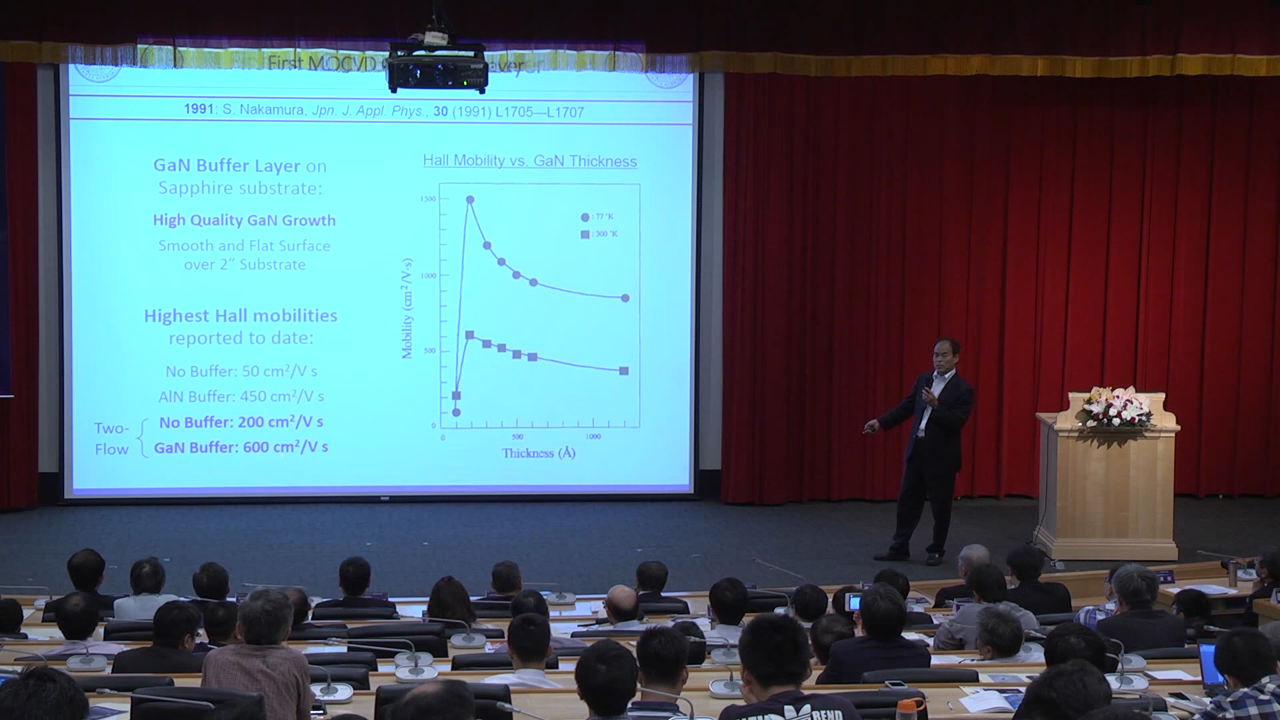 First MOCVD
1991: S. Nakamura, Jpn. J. Appl. Phys., 30 (1991) L1705—L1707
GaN Buffer Layer on
Sapphire substrate:
High Quality GaN Growth
Smooth and Flat Surface
over 2" Substrate
Highest Hall mobilities
reported to date:
No Buffer: 50 cm²/V s
AlN Buffer: 450 cm²/V s
Two-
Flow
No Buffer: 200 cm²/V s
GaN Buffer: 600 cm²/V s
Hall Mobility vs. GaN Thickness
Mobility (cm²/V·s)
1500
1000
500
0
: 77 °K
: 300 °K
0
500
1000
Thickness (Å)